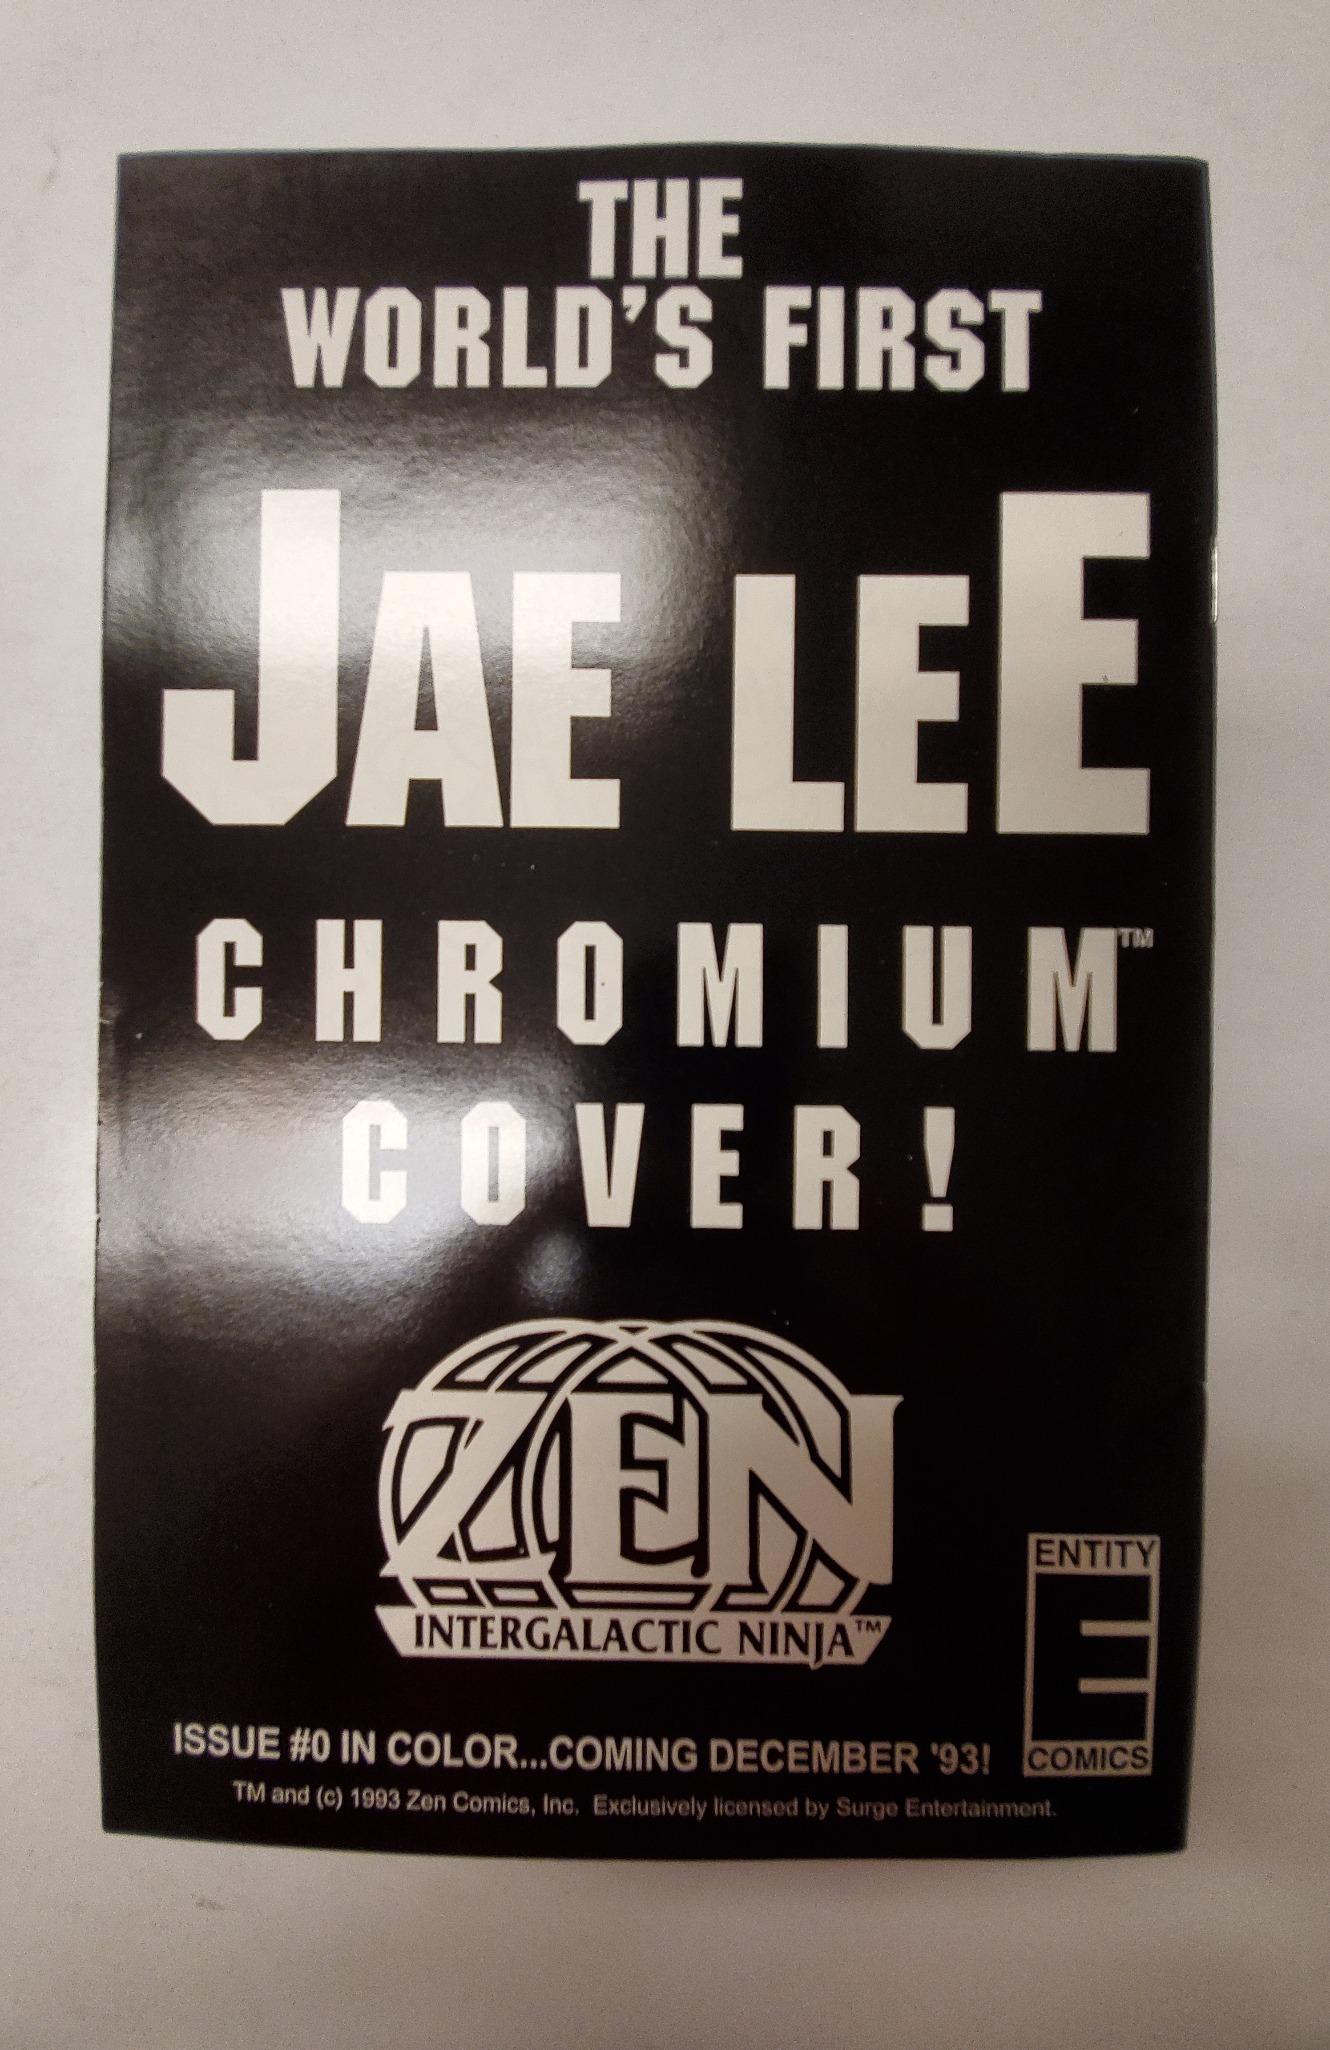 THE
WORLD'S FIRST
JAE LEE
CHROMIUM™
COVER!
ZEN
INTERGALACTIC NINJA™
ENTITY
E
COMICS
ISSUE #0 IN COLOR...COMING DECEMBER '93!
TM and (c) 1993 Zen Comics, Inc. Exclusively licensed by Surge Entertainment.